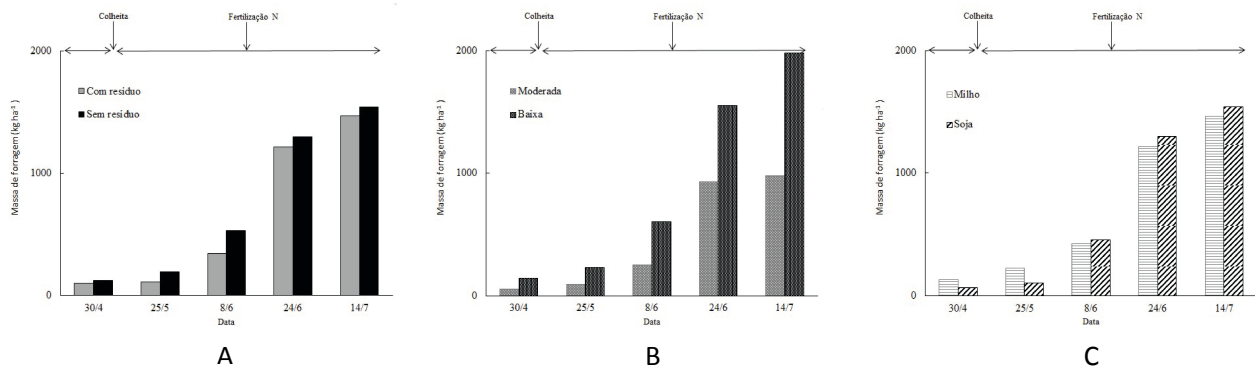 Colheita Fertilização N
2000
1000
0
Massa de forragem (kg ha⁻¹)
Com resíduo
Sem resíduo
30/4 25/5 8/6 24/6 14/7
Data
A
Colheita Fertilização N
2000
1000
0
Massa de forragem (kg ha⁻¹)
Moderada
Baixa
30/4 25/5 8/6 24/6 14/7
Data
B
Colheita Fertilização N
2000
1000
0
Massa de forragem (kg ha⁻¹)
Milho
Soja
30/4 25/5 8/6 24/6 14/7
Data
C